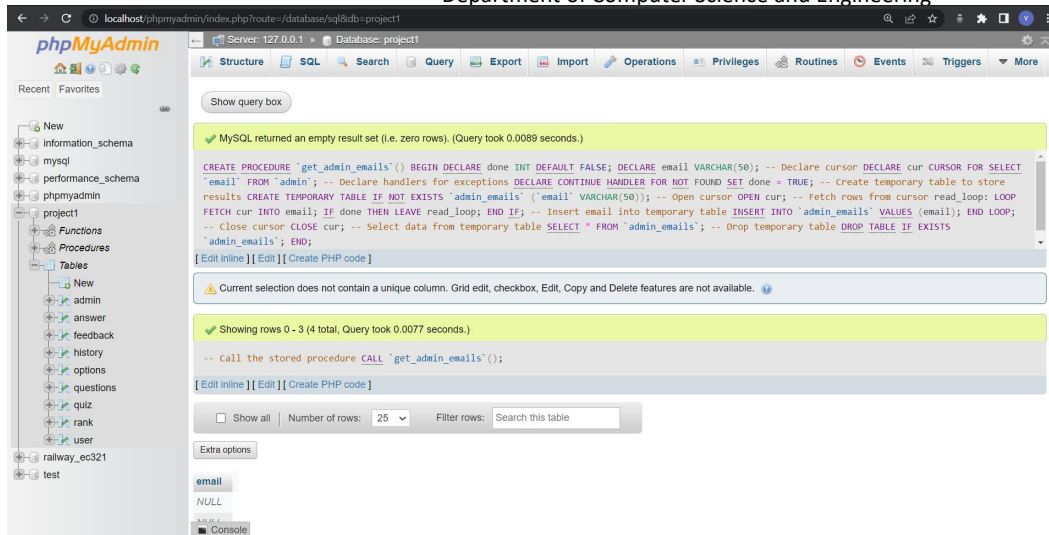 Department of Computer Science and Engineering
localhost/phpmyadmin/index.php?route=/database/sql&db=project1
phpMyAdmin
Server: 127.0.0.1 » Database: project1
Structure SQL Search Query Export Import Operations Privileges Routines Events Triggers More
Recent Favorites
New
information_schema
mysql
performance_schema
phpmyadmin
project1
Functions
Procedures
Tables
New
admin
answer
feedback
history
options
questions
quiz
rank
user
railway_ec321
test
Show query box
MySQL returned an empty result set (i.e. zero rows). (Query took 0.0089 seconds.)
CREATE PROCEDURE `get_admin_emails`() BEGIN DECLARE done INT DEFAULT FALSE; DECLARE email VARCHAR(50); -- Declare cursor DECLARE cur CURSOR FOR SELECT
`email` FROM `admin`; -- Declare handlers for exceptions DECLARE CONTINUE HANDLER FOR NOT FOUND SET done = TRUE; -- Create temporary table to store
results CREATE TEMPORARY TABLE IF NOT EXISTS `admin_emails` (`email` VARCHAR(50)); -- Open cursor OPEN cur; -- Fetch rows from cursor read_loop: LOOP
FETCH cur INTO email; IF done THEN LEAVE read_loop; END IF; -- Insert email into temporary table INSERT INTO `admin_emails` VALUES (email); END LOOP;
-- Close cursor CLOSE cur; -- Select data from temporary table SELECT * FROM `admin_emails`; -- Drop temporary table DROP TABLE IF EXISTS
`admin_emails`; END;
[ Edit inline ] [ Edit ] [ Create PHP code ]
Current selection does not contain a unique column. Grid edit, checkbox, Edit, Copy and Delete features are not available.
Showing rows 0 - 3 (4 total, Query took 0.0077 seconds.)
-- Call the stored procedure CALL `get_admin_emails`();
[ Edit inline ] [ Edit ] [ Create PHP code ]
Show all Number of rows: 25 Filter rows: Search this table
Extra options
email
NULL
NULL
Console